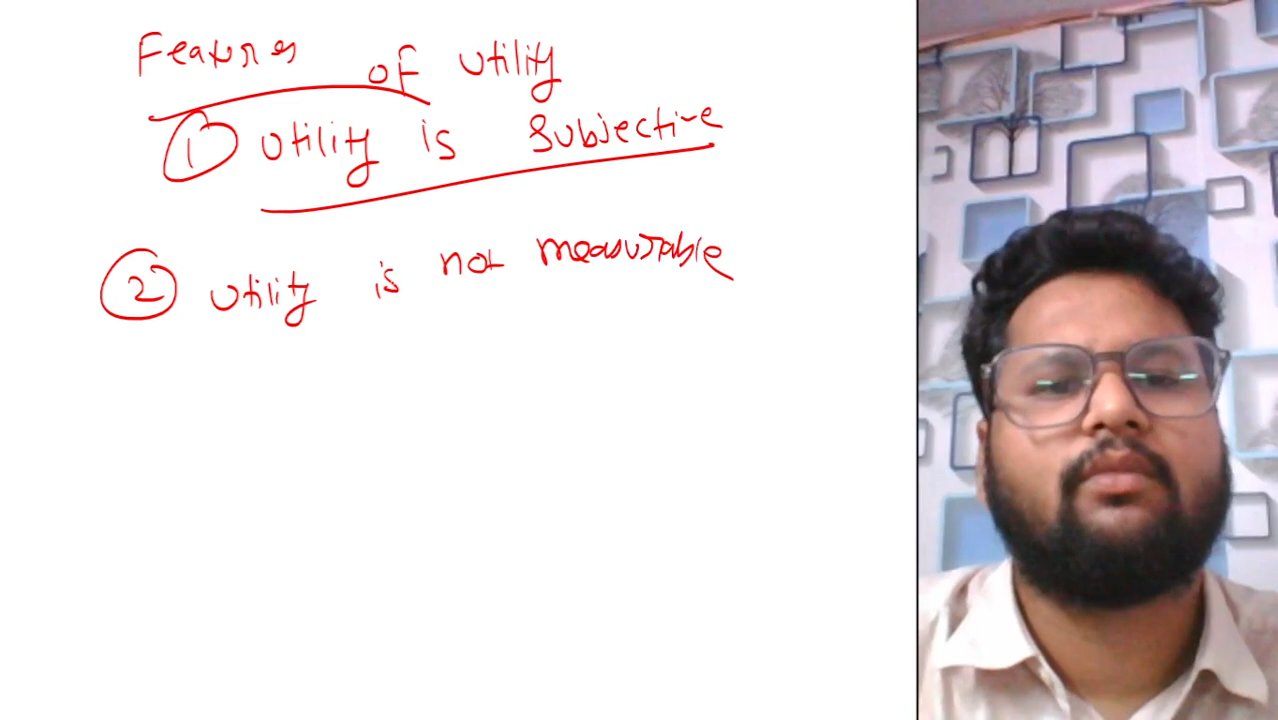 Features of utility
① utility is subjective
② utility is not measurable